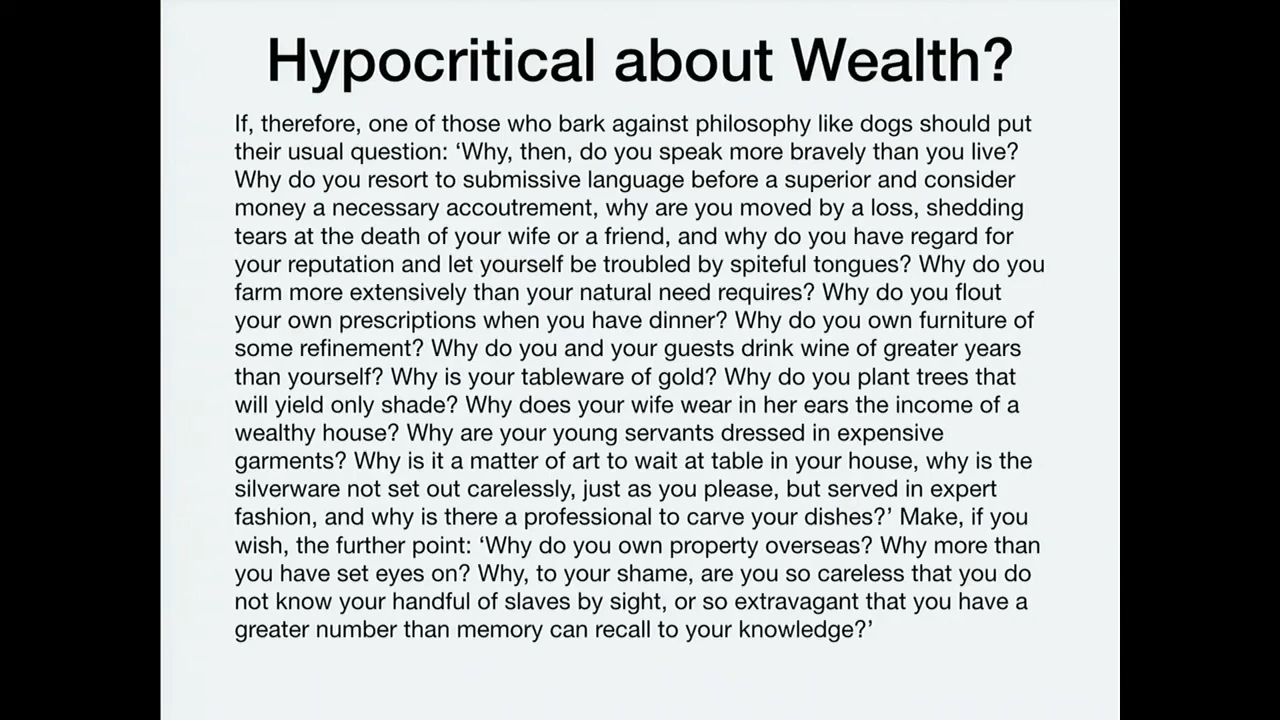 Hypocritical about Wealth?
If, therefore, one of those who bark against philosophy like dogs should put
their usual question: ‘Why, then, do you speak more bravely than you live?
Why do you resort to submissive language before a superior and consider
money a necessary accoutrement, why are you moved by a loss, shedding
tears at the death of your wife or a friend, and why do you have regard for
your reputation and let yourself be troubled by spiteful tongues? Why do you
farm more extensively than your natural need requires? Why do you flout
your own prescriptions when you have dinner? Why do you own furniture of
some refinement? Why do you and your guests drink wine of greater years
than yourself? Why is your tableware of gold? Why do you plant trees that
will yield only shade? Why does your wife wear in her ears the income of a
wealthy house? Why are your young servants dressed in expensive
garments? Why is it a matter of art to wait at table in your house, why is the
silverware not set out carelessly, just as you please, but served in expert
fashion, and why is there a professional to carve your dishes?’ Make, if you
wish, the further point: ‘Why do you own property overseas? Why more than
you have set eyes on? Why, to your shame, are you so careless that you do
not know your handful of slaves by sight, or so extravagant that you have a
greater number than memory can recall to your knowledge?’